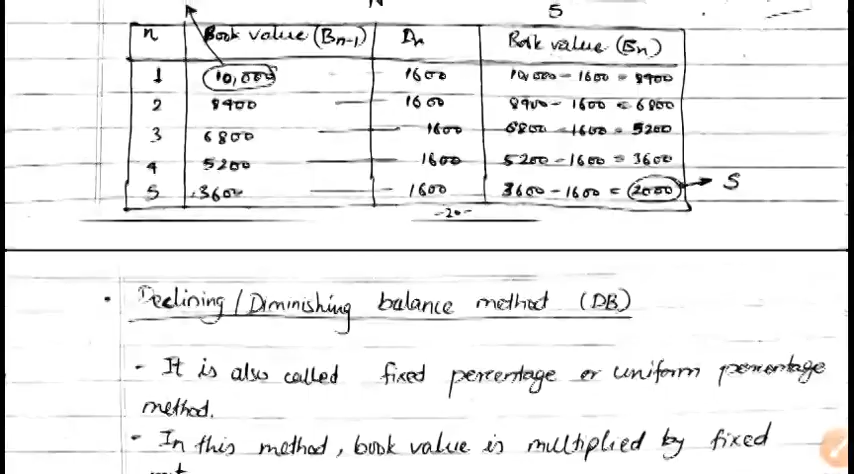 5
n Book value (Bn-1) Dn Book value (Bn)
1 10,000 1600 10,000 - 1600 = 8400
2 8400 1600 8400 - 1600 = 6800
3 6800 1600 6800 - 1600 = 5200
4 5200 1600 5200 - 1600 = 3600
5 3600 1600 3600 - 1600 = 2000 → S
-20-
• Declining / Diminishing balance method (DB)
- It is also called fixed percentage or uniform percentage
method.
- In this method, book value is multiplied by fixed